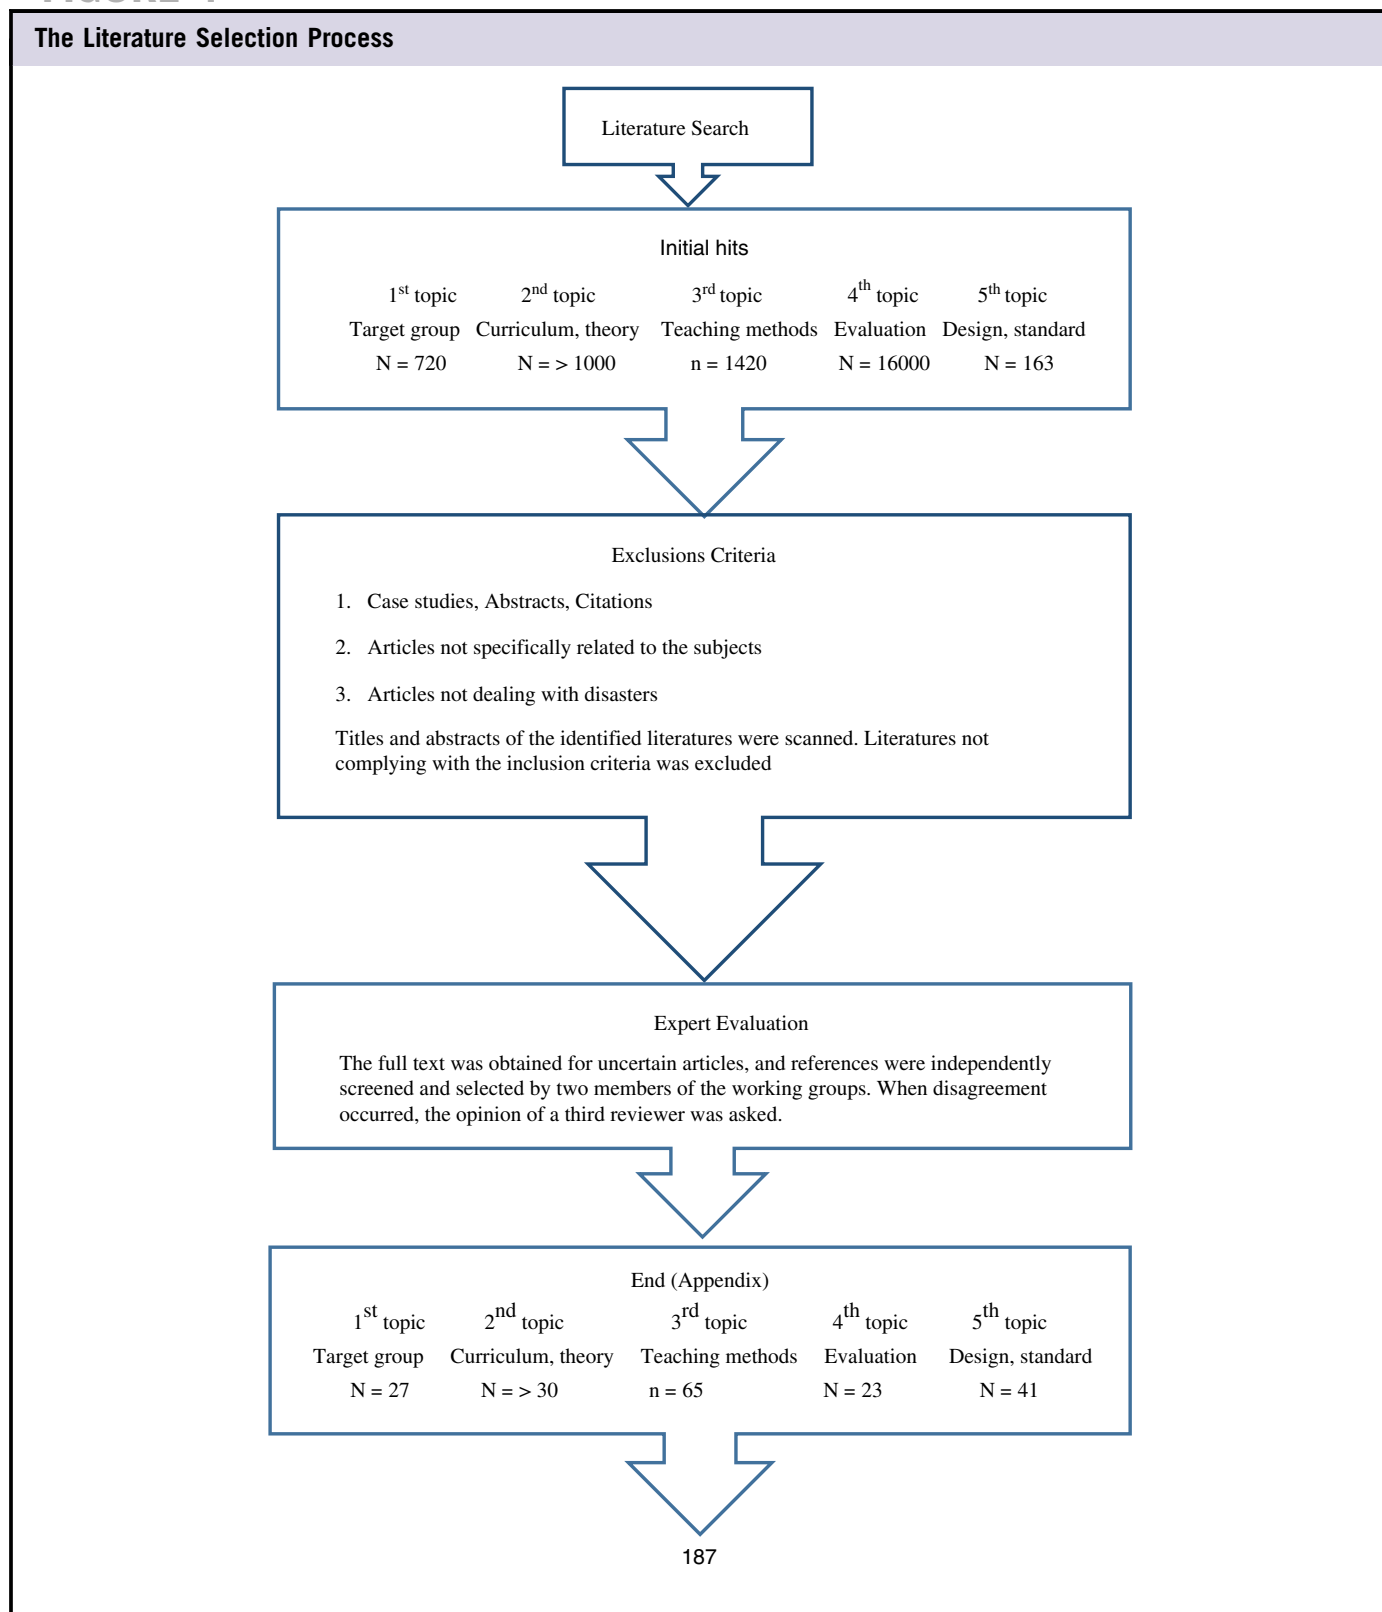 The Literature Selection Process
Literature Search
Initial hits
1st topic 2nd topic 3rd topic 4th topic 5th topic
Target group Curriculum, theory Teaching methods Evaluation Design, standard
N = 720 N = > 1000 n = 1420 N = 16000 N = 163
Exclusions Criteria
1. Case studies, Abstracts, Citations
2. Articles not specifically related to the subjects
3. Articles not dealing with disasters
Titles and abstracts of the identified literatures were scanned. Literatures not
complying with the inclusion criteria was excluded
Expert Evaluation
The full text was obtained for uncertain articles, and references were independently
screened and selected by two members of the working groups. When disagreement
occurred, the opinion of a third reviewer was asked.
End (Appendix)
1st topic 2nd topic 3rd topic 4th topic 5th topic
Target group Curriculum, theory Teaching methods Evaluation Design, standard
N = 27 N = > 30 n = 65 N = 23 N = 41
187